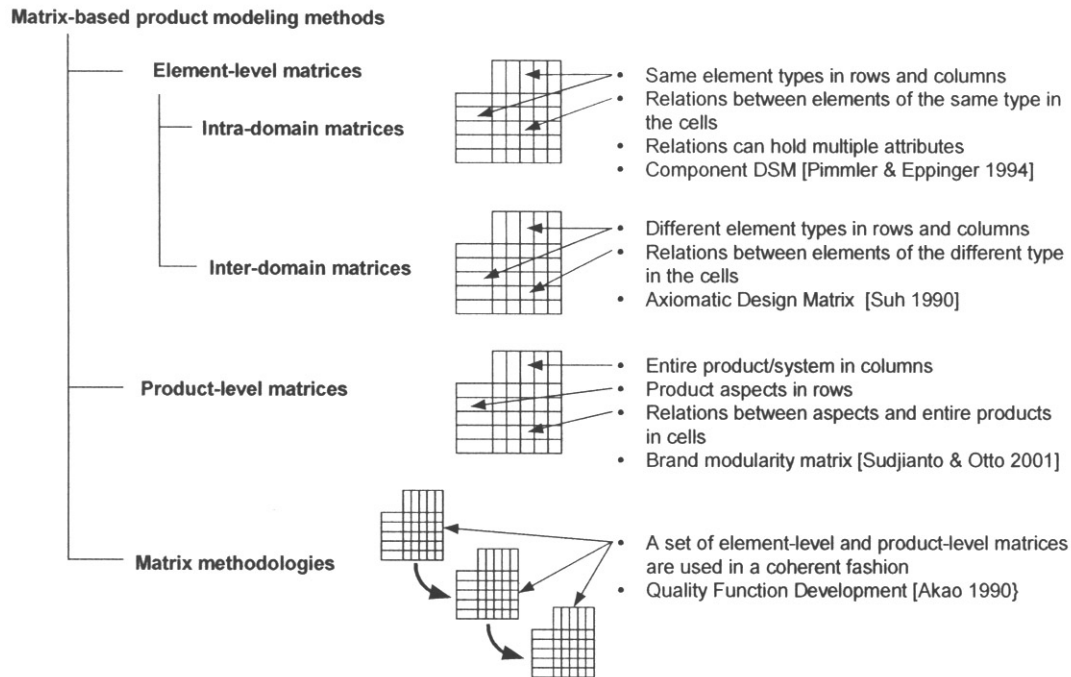 Matrix-based product modeling methods
Element-level matrices
Intra-domain matrices
• Same element types in rows and columns
• Relations between elements of the same type in
the cells
• Relations can hold multiple attributes
• Component DSM [Pimmler & Eppinger 1994]
Inter-domain matrices
• Different element types in rows and columns
• Relations between elements of the different type
in the cells
• Axiomatic Design Matrix [Suh 1990]
Product-level matrices
• Entire product/system in columns
• Product aspects in rows
• Relations between aspects and entire products
in cells
• Brand modularity matrix [Sudjianto & Otto 2001]
Matrix methodologies
• A set of element-level and product-level matrices
are used in a coherent fashion
• Quality Function Development [Akao 1990}